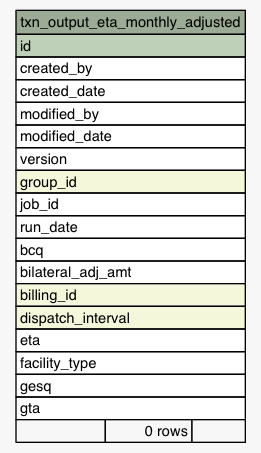 txn_output_eta_monthly_adjusted
id
created_by
created_date
modified_by
modified_date
version
group_id
job_id
run_date
bcq
bilateral_adj_amt
billing_id
dispatch_interval
eta
facility_type
gesq
gta
0 rows